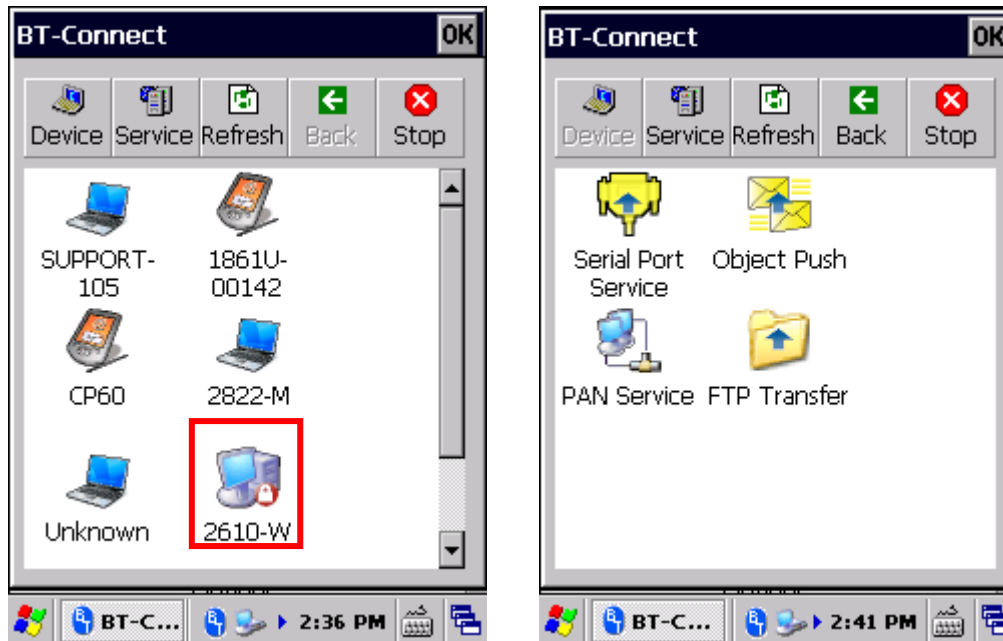 BT-Connect OK
Device Service Refresh Back Stop
SUPPORT-
105
1861U-
00142
CP60
2822-M
Unknown
2610-W
BT-C...
2:36 PM
BT-Connect OK
Device Service Refresh Back Stop
Serial Port
Service
Object Push
PAN Service
FTP Transfer
BT-C...
2:41 PM